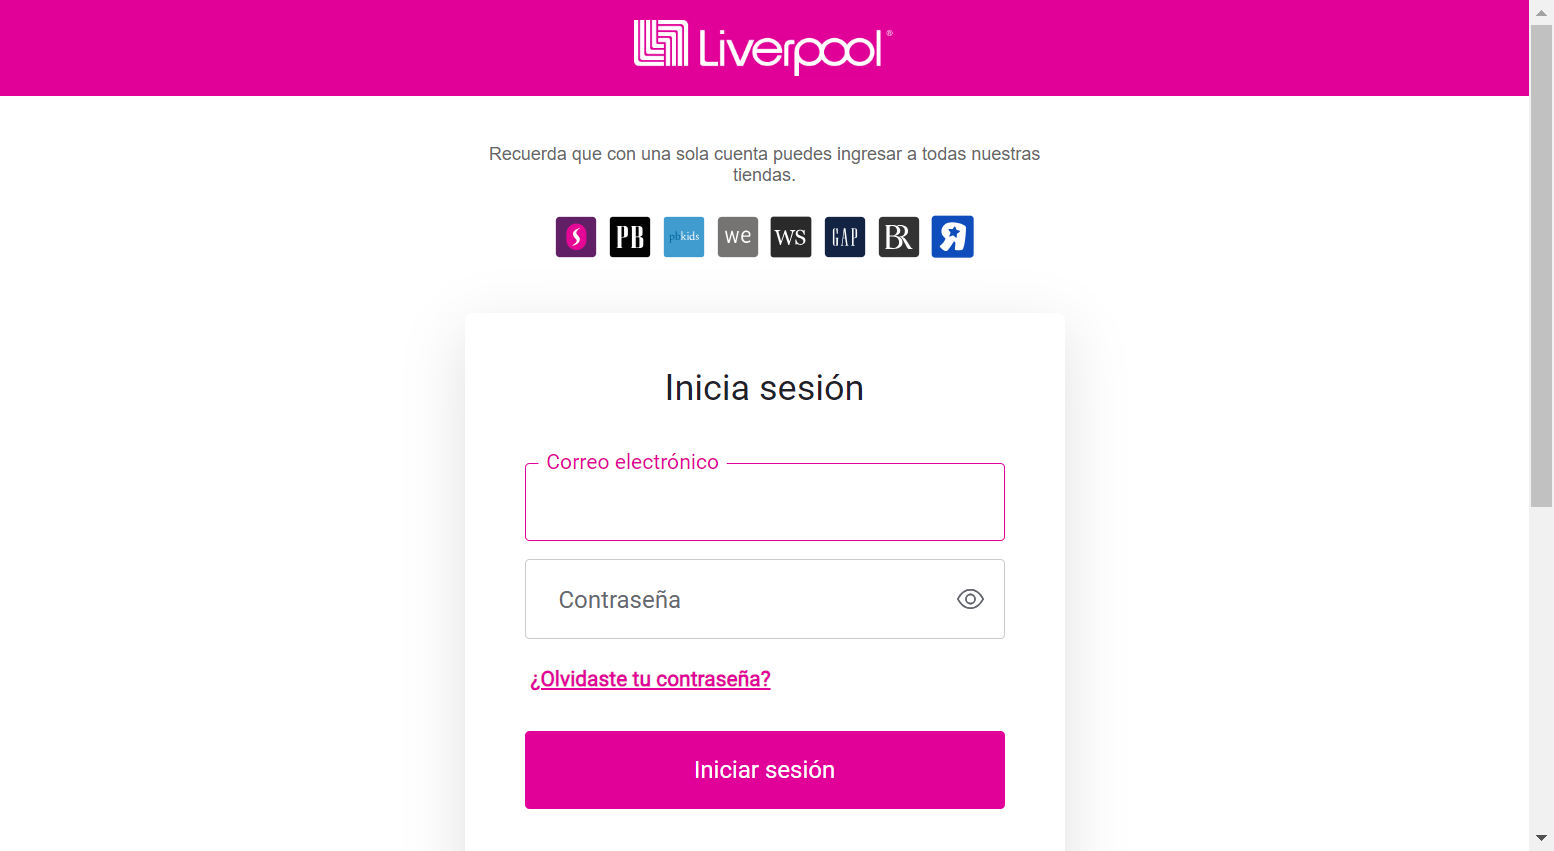 Liverpool®
Recuerda que con una sola cuenta puedes ingresar a todas nuestras
tiendas.
S PB pbkids we WS GAP BR R
Inicia sesión
Correo electrónico
Contraseña
¿Olvidaste tu contraseña?
Iniciar sesión